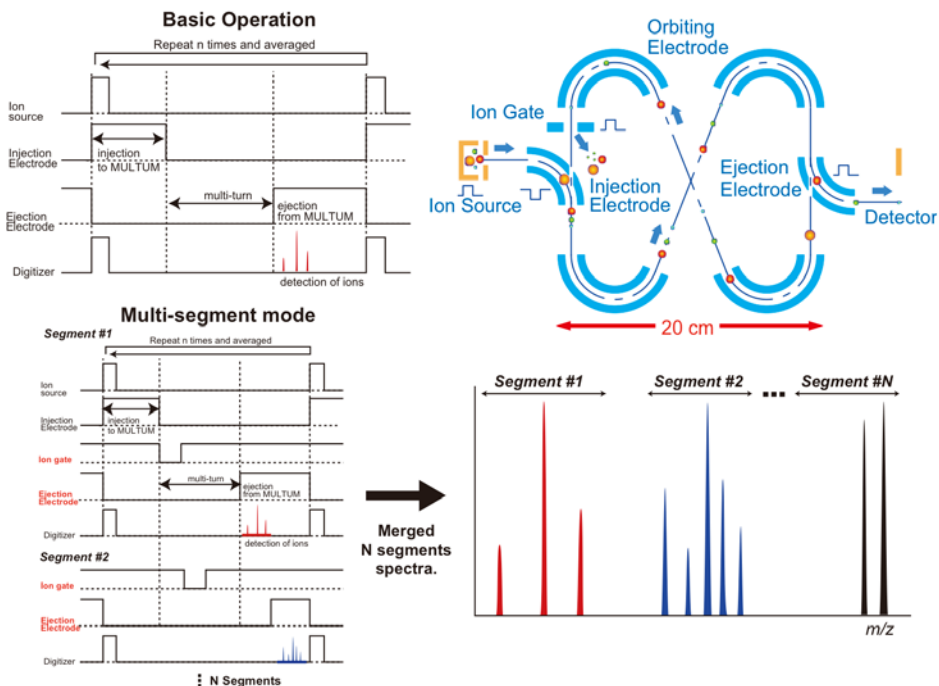 Basic Operation
Repeat n times and averaged
Ion
source
Injection
Electrode
injection
to MULTUM
multi-turn
ejection
from MULTUM
Ejection
Electrode
Digitizer
detection of ions
Orbiting
Electrode
Ion Gate
Injection
Electrode
Ion Source
Ejection
Electrode
Detector
20 cm
Multi-segment mode
Segment #1
Repeat n times and averaged
Ion
source
Injection
Electrode
injection
to MULTUM
Ion gate
multi-turn
ejection
from MULTUM
Ejection
Electrode
Digitizer
detection of ions
Segment #2
Ion gate
Ejection
Electrode
Digitizer
N Segments
Merged
N segments
spectra.
Segment #1
Segment #2
Segment #N
m/z